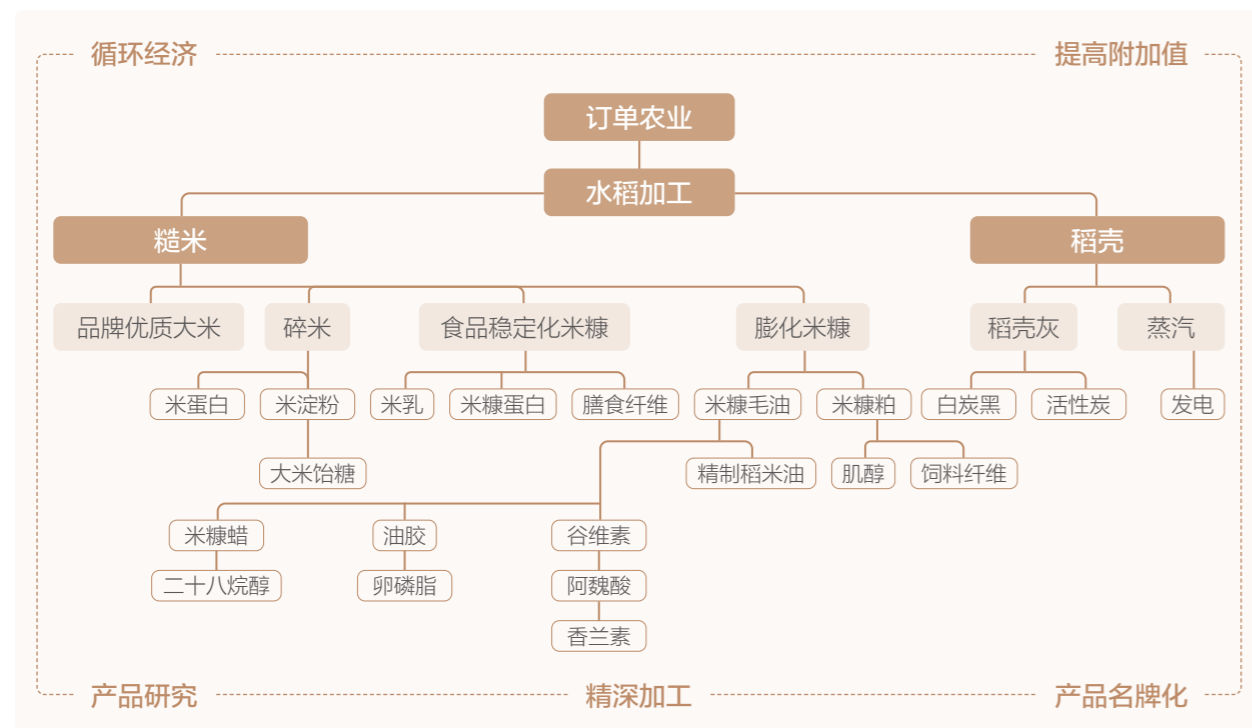 循环经济
提高附加值
订单农业
水稻加工
糙米
稻壳
品牌优质大米
碎米
食品稳定化米糠
膨化米糠
稻壳灰
蒸汽
米蛋白
米淀粉
米乳
米糠蛋白
膳食纤维
米糠毛油
米糠粕
白炭黑
活性炭
发电
大米饴糖
精制稻米油
肌醇
饲料纤维
米糠蜡
油胶
谷维素
二十八烷醇
卵磷脂
阿魏酸
香兰素
产品研究
精深加工
产品名牌化